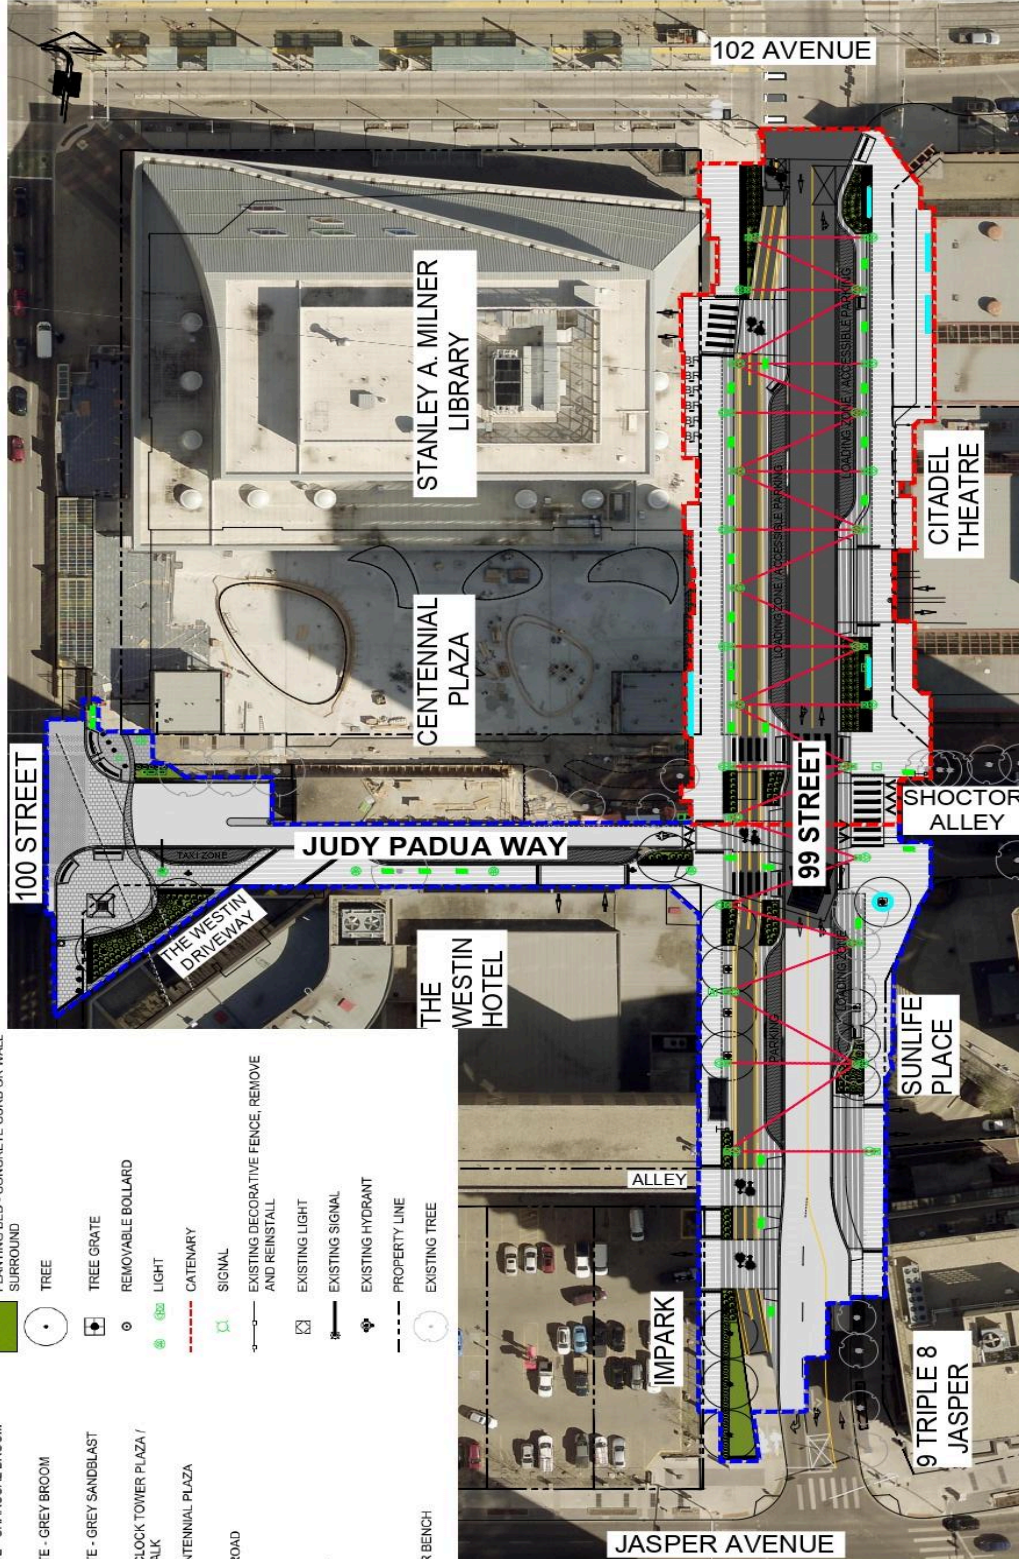 102 AVENUE
STANLEY A. MILNER
LIBRARY
LOADING ZONE / ACCESSIBLE PARKING
LOADING ZONE / ACCESSIBLE PARKING
CITADEL
THEATRE
CENTENNIAL
PLAZA
100 STREET
99 STREET
SHOCTOR
ALLEY
JUDY PADUA WAY
TAXI ZONE
THE WESTIN
DRIVEWAY
THE
WESTIN
HOTEL
PARKING
LOADING ZONE
SUNLIFE
PLACE
ALLEY
IMPARK
9 TRIPLE 8
JASPER
JASPER AVENUE
SURROUND
TREE
TREE GRATE
REMOVABLE BOLLARD
LIGHT
CATENARY
SIGNAL
EXISTING DECORATIVE FENCE, REMOVE
AND REINSTALL
EXISTING LIGHT
EXISTING SIGNAL
EXISTING HYDRANT
PROPERTY LINE
EXISTING TREE
TE - GREY BROOM
TE - GREY SANDBLAST
CLOCK TOWER PLAZA /
ALK
NTENNIAL PLAZA
ROAD
R BENCH